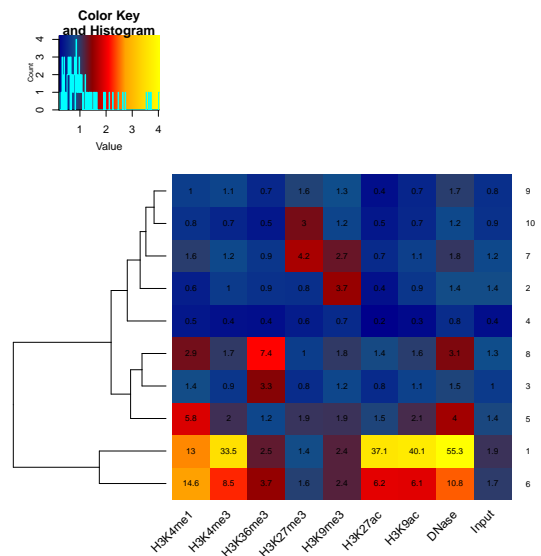 Color Key
and Histogram
Count
0 1 2 3 4
1 2 3 4
Value
1 1.1 0.7 1.6 1.3 0.4 0.7 1.7 0.8 9
0.8 0.7 0.5 3 1.2 0.5 0.7 1.2 0.9 10
1.6 1.2 0.9 4.2 2.7 0.7 1.1 1.8 1.2 7
0.6 1 0.9 0.8 3.7 0.4 0.9 1.4 1.4 2
0.5 0.4 0.4 0.6 0.7 0.8 0.4 4
2.9 1.7 7.4 1 1.8 1.4 1.6 3.1 1.3 8
1.4 0.9 3.3 0.8 1.2 0.8 1.1 1.5 1 3
5.8 2 1.2 1.9 1.9 1.5 2.1 4 1.4 5
13 33.5 2.5 1.4 2.4 37.1 40.1 55.3 1.9 1
14.6 8.5 3.7 1.6 2.4 6.2 6.1 10.8 1.7 6
H3K4me1 H3K4me3 H3K36me3 H3K27me3 H3K9me3 H3K27ac H3K9ac DNase Input